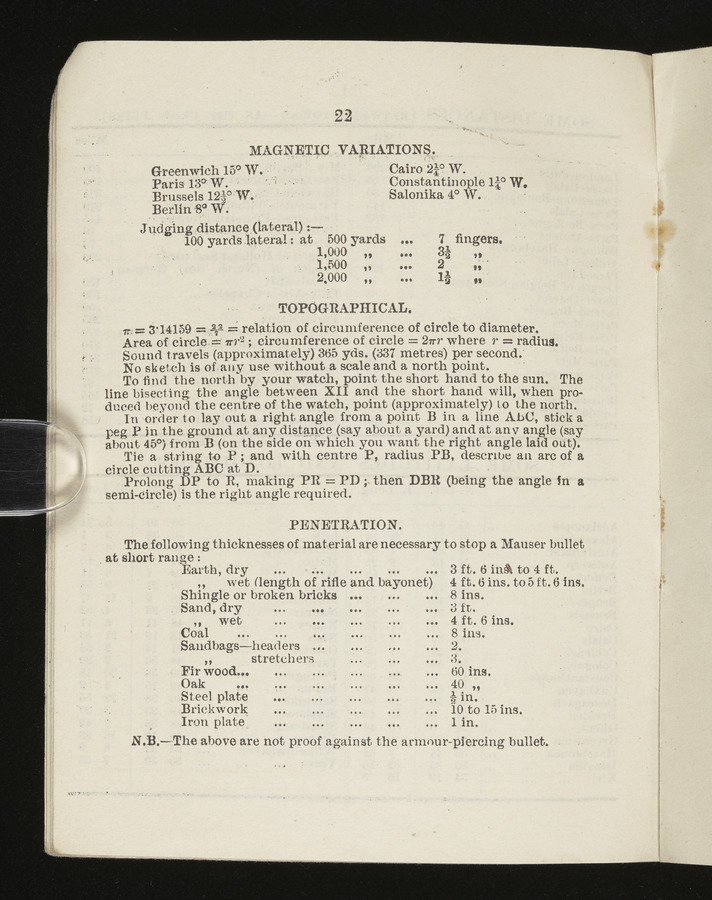 22
MAGNETIC VARIATIONS.
Greenwich 15° W. Cairo 2¼° W.
Paris 13° W. Constantinople 1¼° W.
Brussels 12½° W. Salonika 4° W.
Berlin 8° W.
Judging distance (lateral) :—
100 yards lateral: at 500 yards ... 7 fingers.
1,000 „ ... 3½ „
1,500 „ ... 2 „
2,000 „ ... 1½ „
TOPOGRAPHICAL.
π = 3·14159 = 22/7 = relation of circumference of circle to diameter.
Area of circle = πr²; circumference of circle = 2πr where r = radius.
Sound travels (approximately) 365 yds. (337 metres) per second.
No sketch is of any use without a scale and a north point.
To find the north by your watch, point the short hand to the sun. The
line bisecting the angle between XII and the short hand will, when pro-
duced beyond the centre of the watch, point (approximately) to the north.
In order to lay out a right angle from a point B in a line ABC, stick a
peg P in the ground at any distance (say about a yard) and at any angle (say
about 45°) from B (on the side on which you want the right angle laid out).
Tie a string to P; and with centre P, radius PB, describe an arc of a
circle cutting ABC at D.
Prolong DP to R, making PR = PD; then DBR (being the angle in a
semi-circle) is the right angle required.
PENETRATION.
The following thicknesses of material are necessary to stop a Mauser bullet
at short range :
Earth, dry ... ... ... ... ... 3 ft. 6 ins. to 4 ft.
„ wet (length of rifle and bayonet) 4 ft. 6 ins. to 5 ft. 6 ins.
Shingle or broken bricks ... ... ... 8 ins.
Sand, dry ... ... ... ... ... 3 ft.
„ wet ... ... ... ... ... 4 ft. 6 ins.
Coal ... ... ... ... ... ... 8 ins.
Sandbags—headers ... ... ... ... 2.
„ stretchers ... ... ... 3.
Fir wood... ... ... ... ... ... 60 ins.
Oak ... ... ... ... ... ... 40 „
Steel plate ... ... ... ... ... ½ in.
Brickwork ... ... ... ... ... 10 to 15 ins.
Iron plate ... ... ... ... ... 1 in.
N.B.—The above are not proof against the armour-piercing bullet.